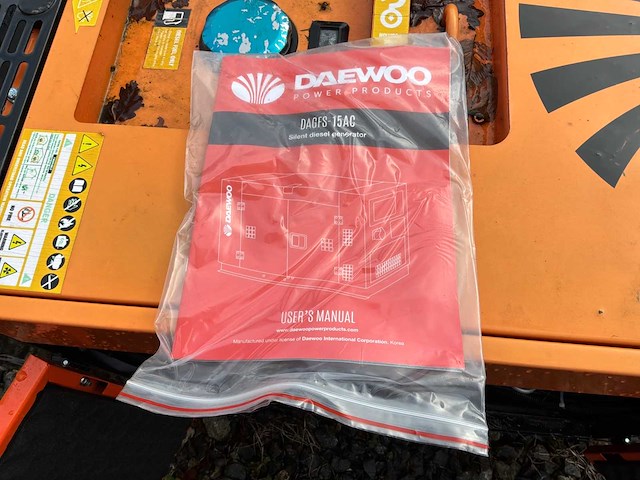 DAEWOO
POWER PRODUCTS
DAGFS-15AC
Silent diesel generator
DAEWOO
USER'S MANUAL
www.daewoopowerproducts.com
Manufactured under license of Daewoo International Corporation, Korea
DANGER